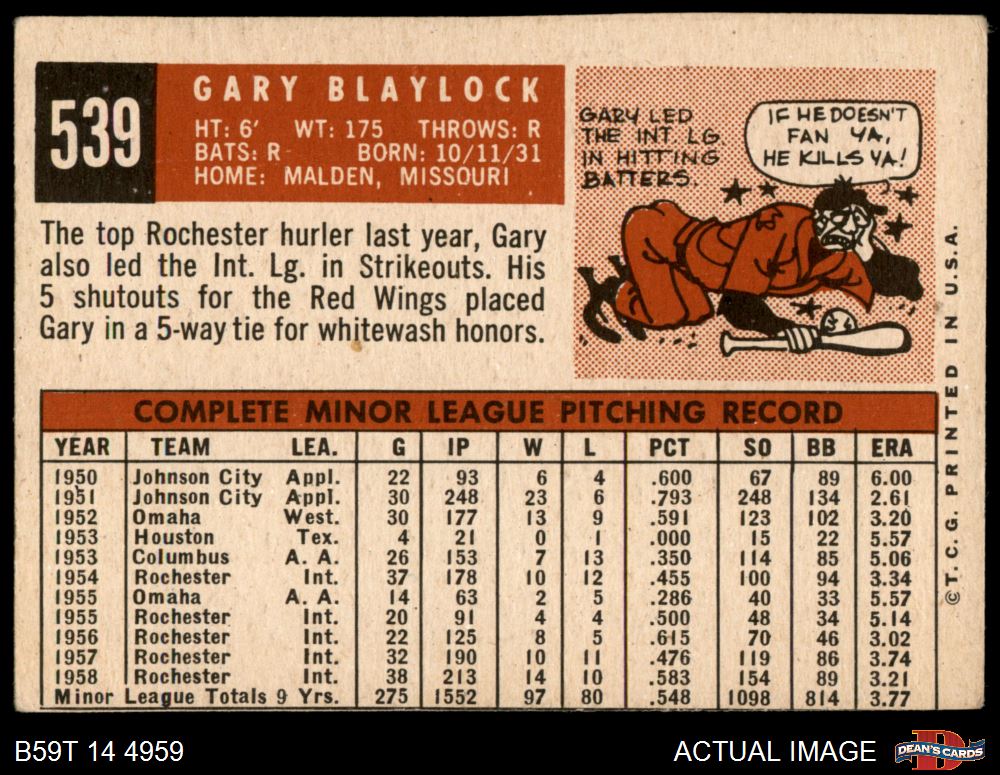 539
GARY BLAYLOCK
HT: 6' WT: 175 THROWS: R
BATS: R BORN: 10/11/31
HOME: MALDEN, MISSOURI
The top Rochester hurler last year, Gary
also led the Int. Lg. in Strikeouts. His
5 shutouts for the Red Wings placed
Gary in a 5-way tie for whitewash honors.
GARY LED
THE INT. LG
IN HITTING
BATTERS.
IF HE DOESN'T
FAN YA,
HE KILLS YA!
COMPLETE MINOR LEAGUE PITCHING RECORD
YEAR TEAM LEA. G IP W L PCT SO BB ERA
1950 Johnson City Appl. 22 93 6 4 .600 67 89 6.00
1951 Johnson City Appl. 30 248 23 6 .793 248 134 2.61
1952 Omaha West. 30 177 13 9 .591 123 102 3.20
1953 Houston Tex. 4 21 0 1 .000 15 22 5.57
1953 Columbus A. A. 26 153 7 13 .350 114 85 5.06
1954 Rochester Int. 37 178 10 12 .455 100 94 3.34
1955 Omaha A. A. 14 63 2 5 .286 40 33 5.57
1955 Rochester Int. 20 91 4 4 .500 48 34 5.14
1956 Rochester Int. 22 125 8 5 .615 70 46 3.02
1957 Rochester Int. 32 190 10 11 .476 119 86 3.74
1958 Rochester Int. 38 213 14 10 .583 154 89 3.21
Minor League Totals 9 Yrs. 275 1552 97 80 .548 1098 814 3.77
©T.C.G. PRINTED IN U.S.A.
B59T 14 4959
ACTUAL IMAGE
D
DEAN'S CARDS